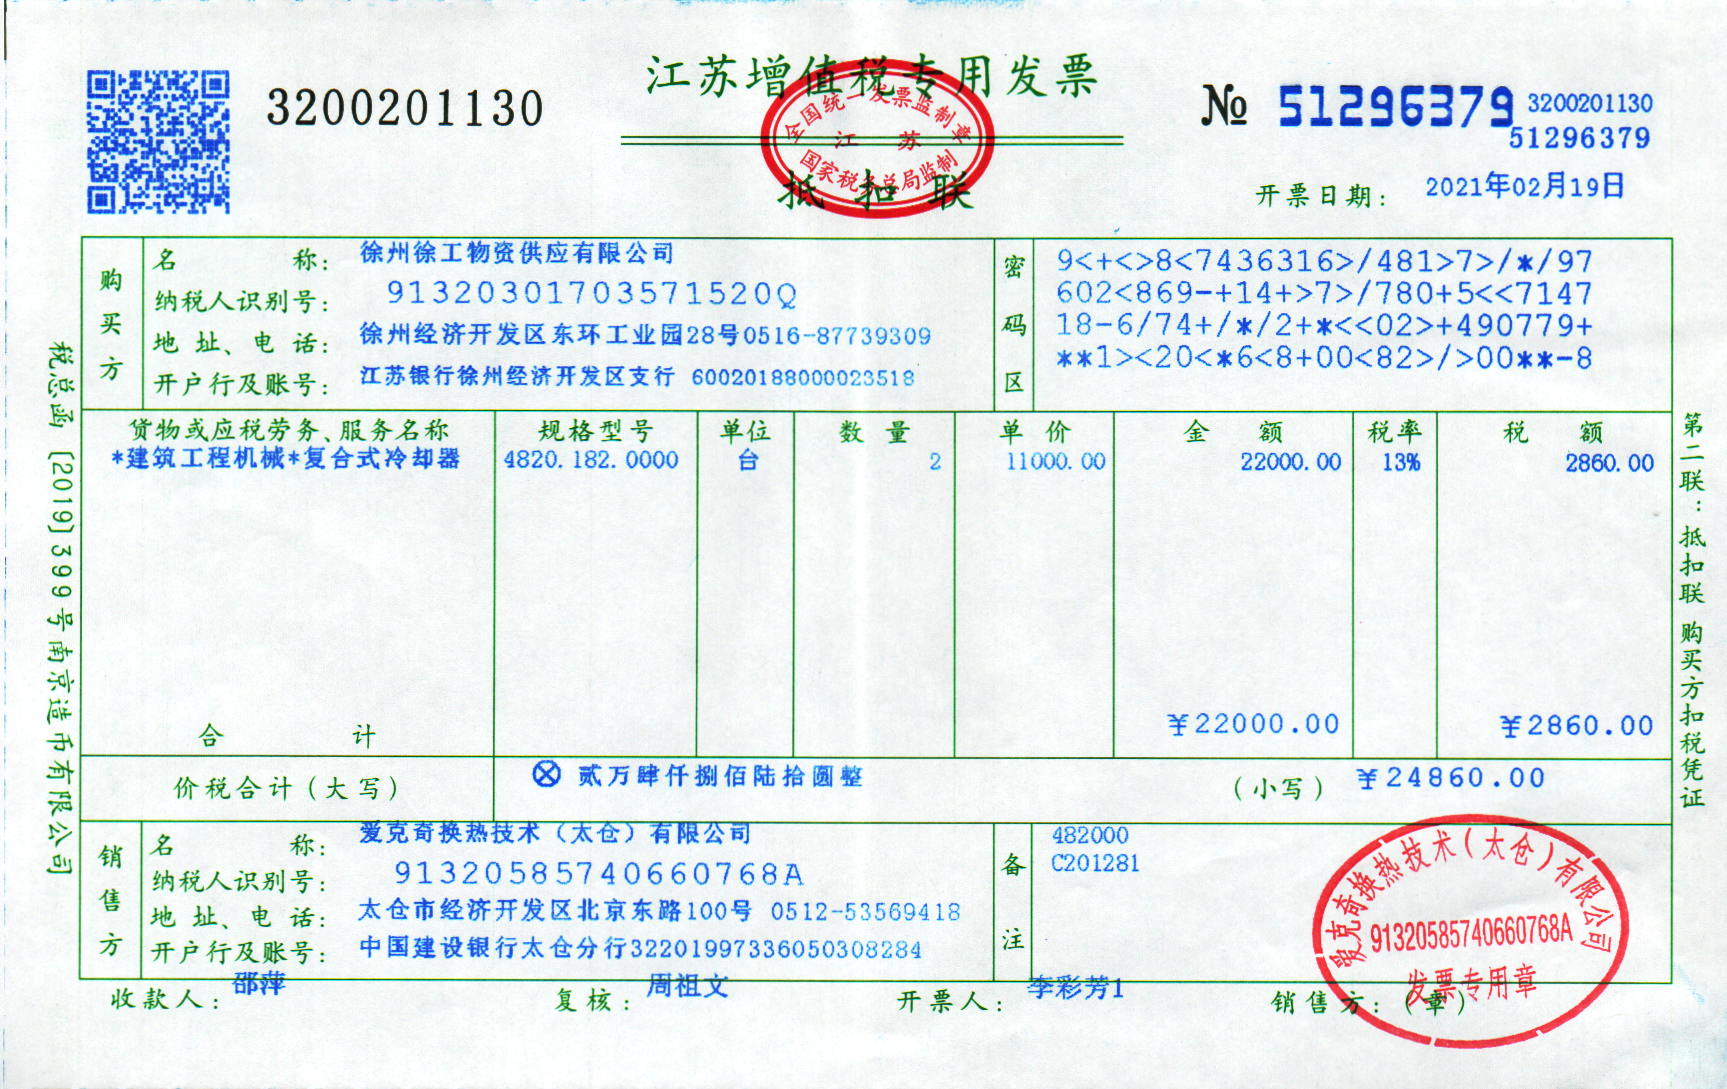 江苏增值税专用发票
3200201130
№ 51296379
3200201130
51296379
全国统一发票监制章
江 苏
国家税务总局监制
抵 扣 联
开票日期: 2021年02月19日
购买方
名 称: 徐州徐工物资供应有限公司
纳税人识别号: 91320301703571520Q
地 址、电 话: 徐州经济开发区东环工业园28号0516-87739309
开户行及账号: 江苏银行徐州经济开发区支行 60020188000023518
密码区
9<+<>8<7436316>/481>7>/*/97
602<869-+14+>7>/780+5<<7147
18-6/74+/*/2+*<<02>+490779+
**1><20<*6<8+00<82>/>00**-8
货物或应税劳务、服务名称 规格型号 单位 数 量 单 价 金 额 税率 税 额
*建筑工程机械*复合式冷却器 4820.182.0000 台 2 11000.00 22000.00 13% 2860.00
合 计 ¥22000.00 ¥2860.00
价税合计(大写) ⊗ 贰万肆仟捌佰陆拾圆整 (小写) ¥24860.00
销售方
名 称: 爱克奇换热技术(太仓)有限公司
纳税人识别号: 91320585740660768A
地 址、电 话: 太仓市经济开发区北京东路100号 0512-53569418
开户行及账号: 中国建设银行太仓分行32201997336050308284
备注
482000
C201281
爱克奇换热技术(太仓)有限公司
91320585740660768A
发票专用章
收款人: 邵萍 复核: 周祖文 开票人: 李彩芳1 销售方:(章)
税总函[2019]399号南京造币有限公司
第二联:抵扣联 购买方扣税凭证